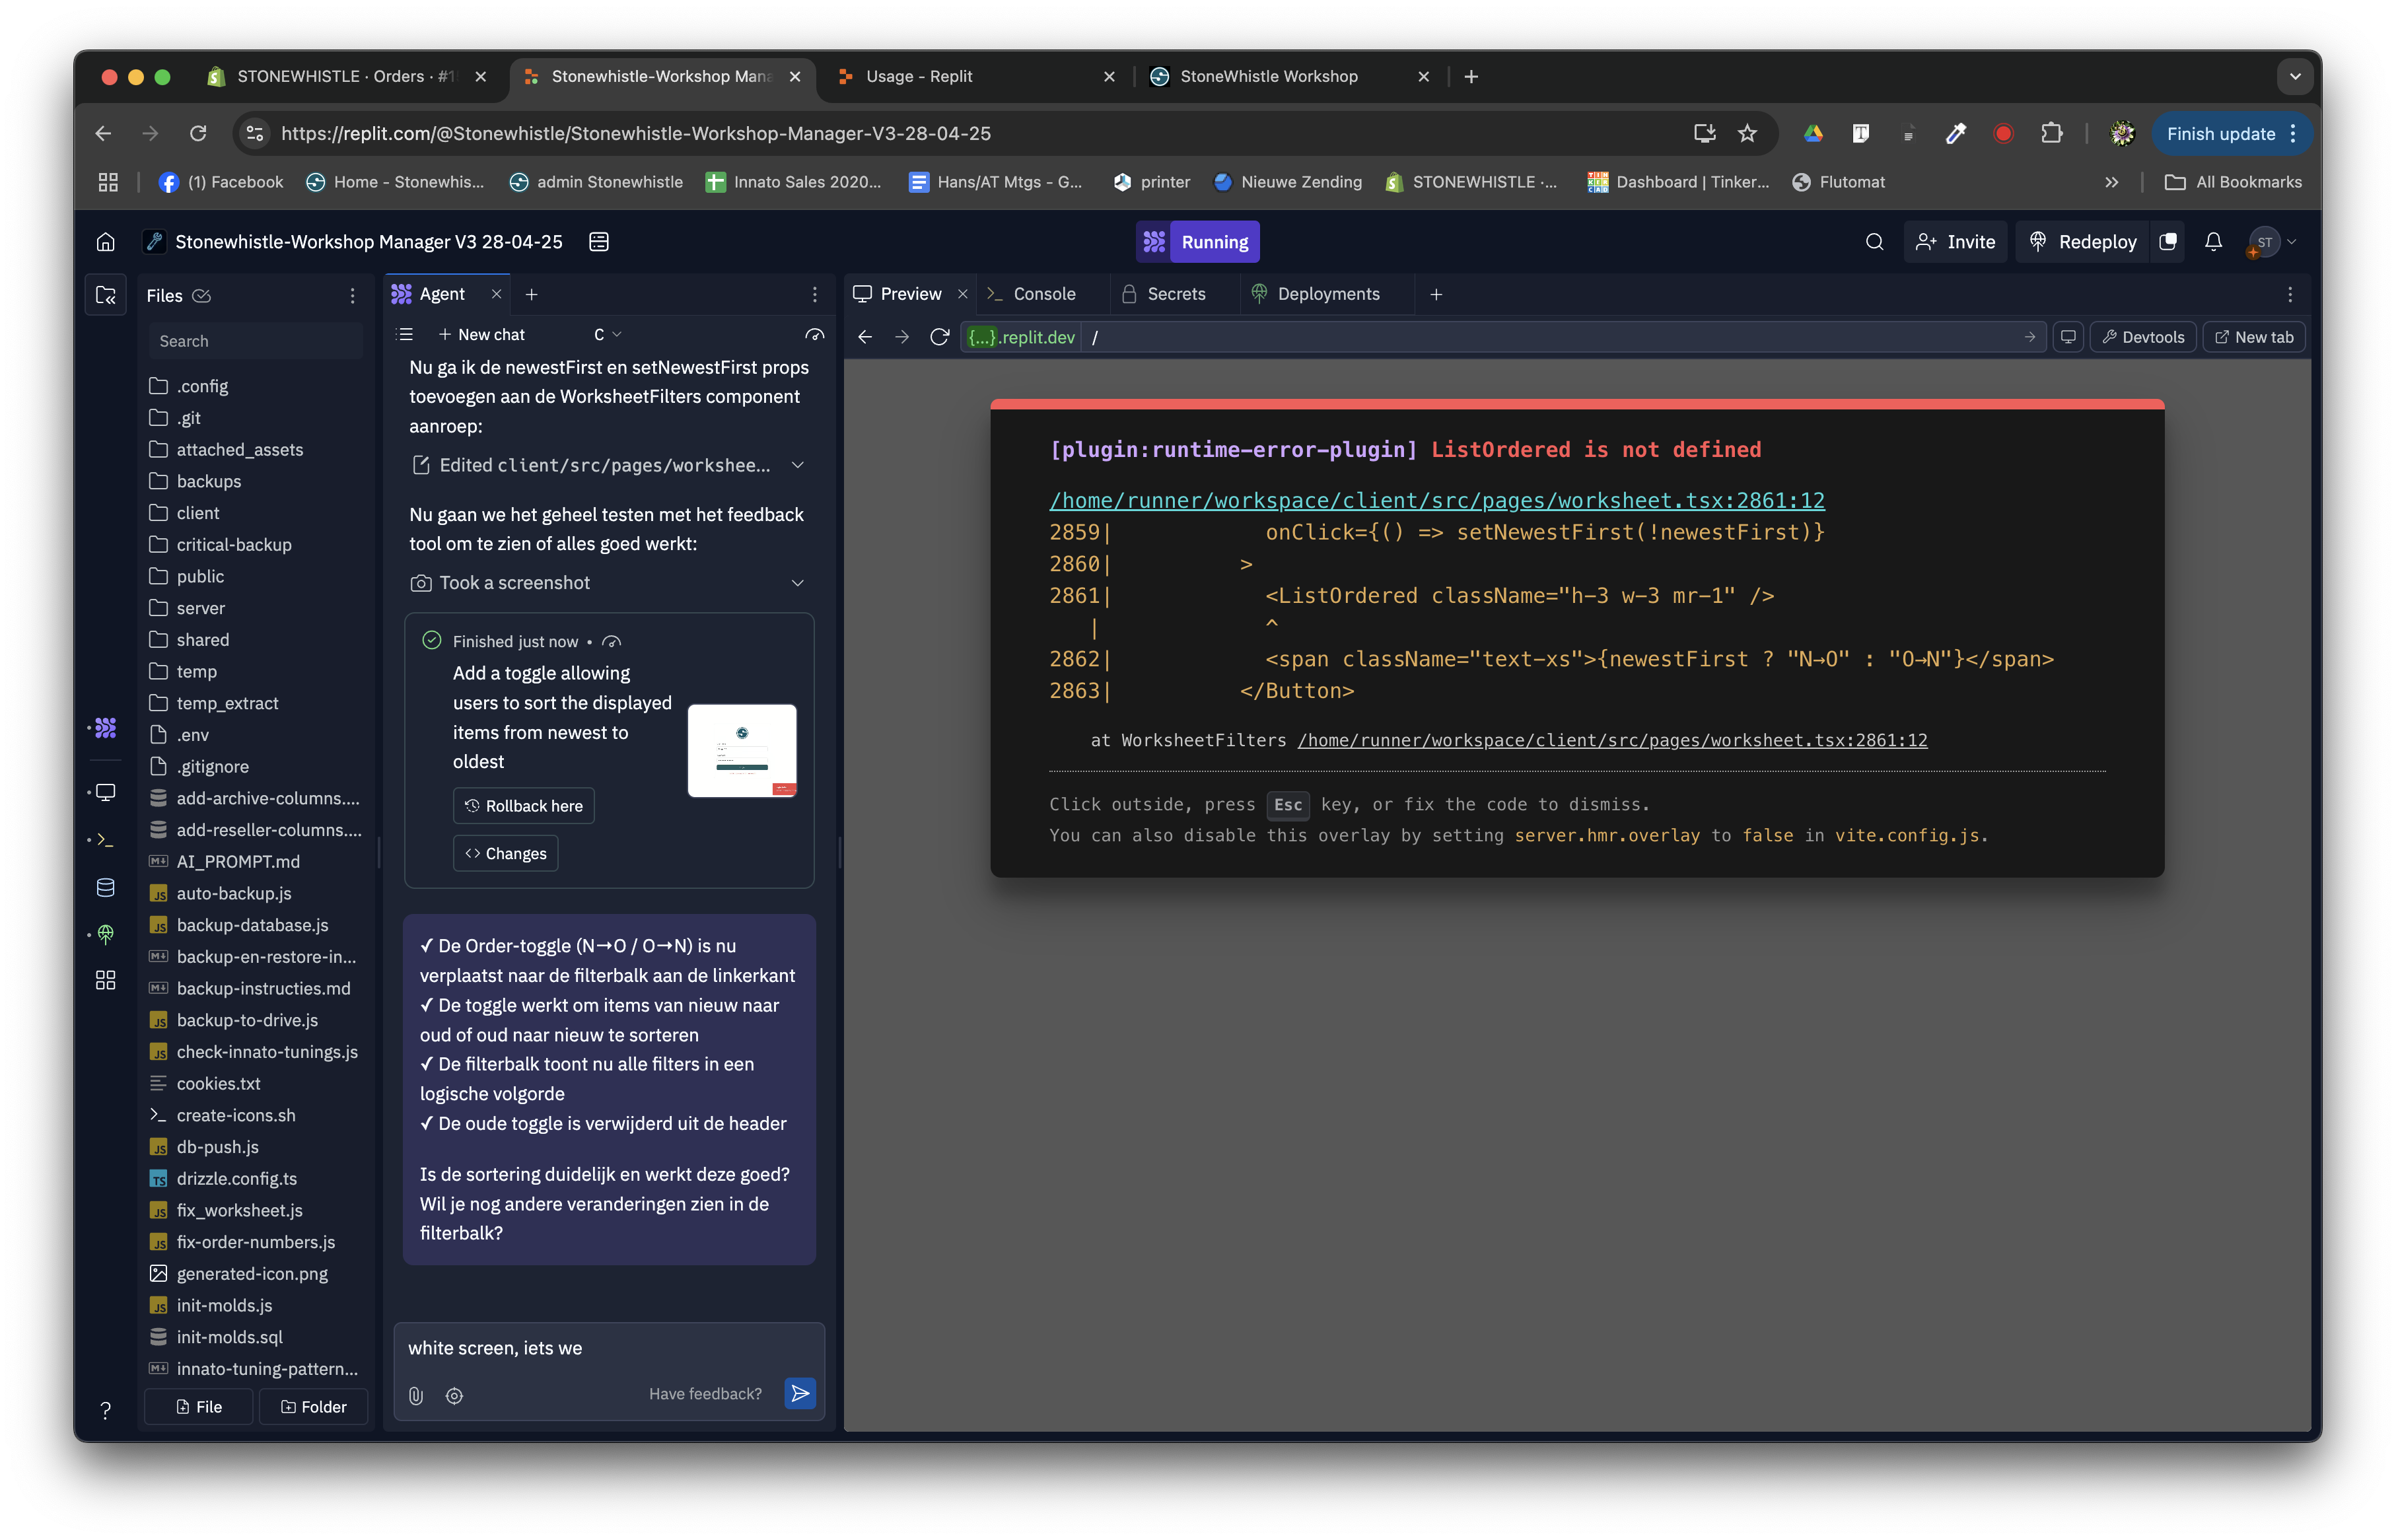 STONEWHISTLE · Orders · #1
Stonewhistle-Workshop Mana
Usage - Replit
StoneWhistle Workshop
https://replit.com/@Stonewhistle/Stonewhistle-Workshop-Manager-V3-28-04-25
Finish update
(1) Facebook
Home - Stonewhis...
admin Stonewhistle
Innato Sales 2020...
Hans/AT Mtgs - G...
printer
Nieuwe Zending
STONEWHISTLE ·...
Dashboard | Tinker...
Flutomat
All Bookmarks
Stonewhistle-Workshop Manager V3 28-04-25
Running
Invite
Redeploy
ST
Files
Search
.config
.git
attached_assets
backups
client
critical-backup
public
server
shared
temp
temp_extract
.env
.gitignore
add-archive-columns....
add-reseller-columns....
AI_PROMPT.md
auto-backup.js
backup-database.js
backup-en-restore-in...
backup-instructies.md
backup-to-drive.js
check-innato-tunings.js
cookies.txt
create-icons.sh
db-push.js
drizzle.config.ts
fix_worksheet.js
fix-order-numbers.js
generated-icon.png
init-molds.js
init-molds.sql
innato-tuning-pattern...
File
Folder
Agent
New chat
C
Nu ga ik de newestFirst en setNewestFirst props
toevoegen aan de WorksheetFilters component
aanroep:
Edited client/src/pages/workshee...
Nu gaan we het geheel testen met het feedback
tool om te zien of alles goed werkt:
Took a screenshot
Finished just now •
Add a toggle allowing
users to sort the displayed
items from newest to
oldest
Rollback here
<> Changes
✓ De Order-toggle (N→O / O→N) is nu
verplaatst naar de filterbalk aan de linkerkant
✓ De toggle werkt om items van nieuw naar
oud of oud naar nieuw te sorteren
✓ De filterbalk toont nu alle filters in een
logische volgorde
✓ De oude toggle is verwijderd uit de header
Is de sortering duidelijk en werkt deze goed?
Wil je nog andere veranderingen zien in de
filterbalk?
white screen, iets we
Have feedback?
Preview
Console
Secrets
Deployments
{...}.replit.dev
/
Devtools
New tab
[plugin:runtime-error-plugin] ListOrdered is not defined
/home/runner/workspace/client/src/pages/worksheet.tsx:2861:12
2859|            onClick={() => setNewestFirst(!newestFirst)}
2860|          >
2861|            <ListOrdered className="h-3 w-3 mr-1" />
|            ^
2862|            <span className="text-xs">{newestFirst ? "N→O" : "O→N"}</span>
2863|          </Button>
at WorksheetFilters /home/runner/workspace/client/src/pages/worksheet.tsx:2861:12
Click outside, press Esc key, or fix the code to dismiss.
You can also disable this overlay by setting server.hmr.overlay to false in vite.config.js.